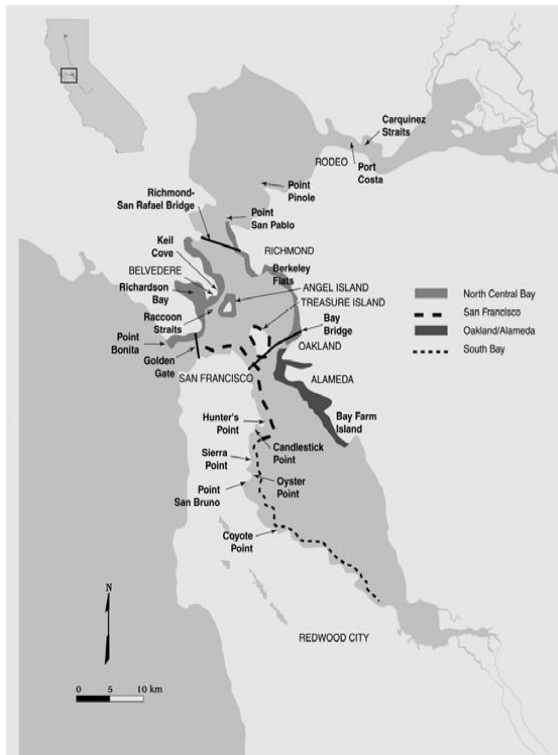 Carquinez
Straits
RODEO
Port
Costa
Point
Pinole
Richmond-
San Rafael Bridge
Point
San Pablo
Keil
Cove
RICHMOND
BELVEDERE
Berkeley
Flats
Richardson
Bay
ANGEL ISLAND
TREASURE ISLAND
Raccoon
Straits
Bay
Bridge
Point
Bonita
Golden
Gate
OAKLAND
SAN FRANCISCO
ALAMEDA
North Central Bay
San Francisco
Oakland/Alameda
South Bay
Hunter's
Point
Bay Farm
Island
Candlestick
Point
Sierra
Point
Oyster
Point
Point
San Bruno
Coyote
Point
N
REDWOOD CITY
0 5 10 km